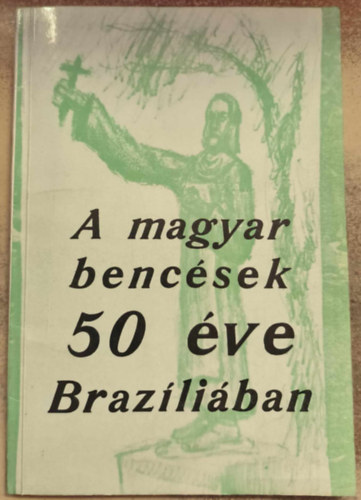 A magyar
bencések
50 éve
Brazíliában